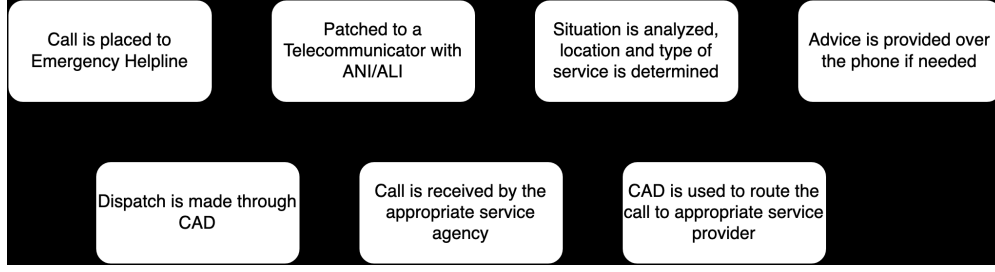 Call is placed to
Emergency Helpline
Patched to a
Telecommunicator with
ANI/ALI
Situation is analyzed,
location and type of
service is determined
Advice is provided over
the phone if needed
Dispatch is made through
CAD
Call is received by the
appropriate service
agency
CAD is used to route the
call to appropriate service
provider